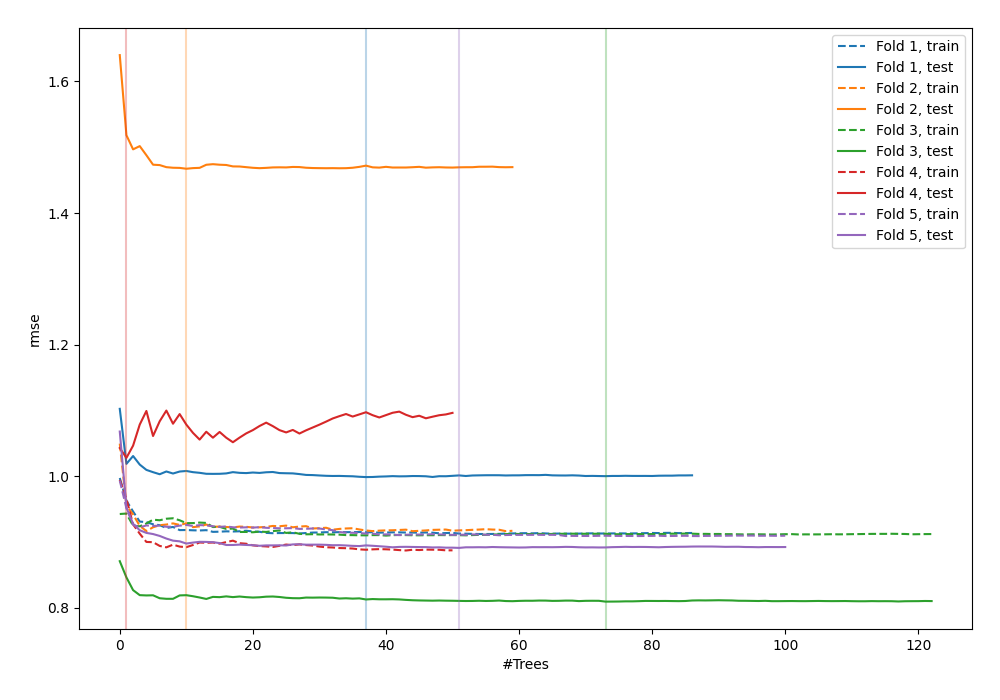 Fold 1, train
Fold 1, test
Fold 2, train
Fold 2, test
Fold 3, train
Fold 3, test
Fold 4, train
Fold 4, test
Fold 5, train
Fold 5, test
1.6
1.4
1.2
1.0
0.8
rmse
0 20 40 60 80 100 120
#Trees